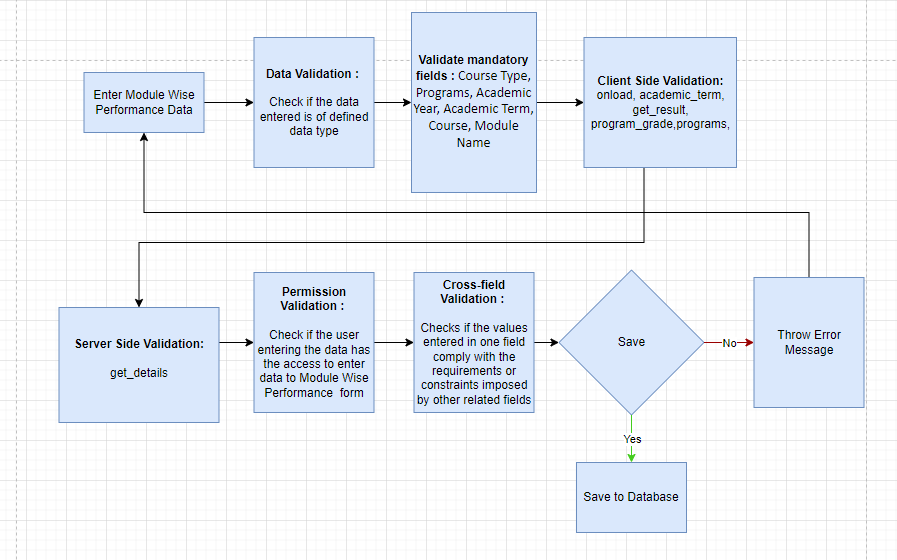 Enter Module Wise
Performance Data
Data Validation :
Check if the data
entered is of defined
data type
Validate mandatory
fields : Course Type,
Programs, Academic
Year, Academic Term,
Course, Module
Name
Client Side Validation:
onload, academic_term,
get_result,
program_grade,programs,
Server Side Validation:
get_details
Permission
Validation :
Check if the user
entering the data has
the access to enter
data to Module Wise
Performance form
Cross-field
Validation :
Checks if the values
entered in one field
comply with the
requirements or
constraints imposed
by other related fields
Save
No
Throw Error
Message
Yes
Save to Database